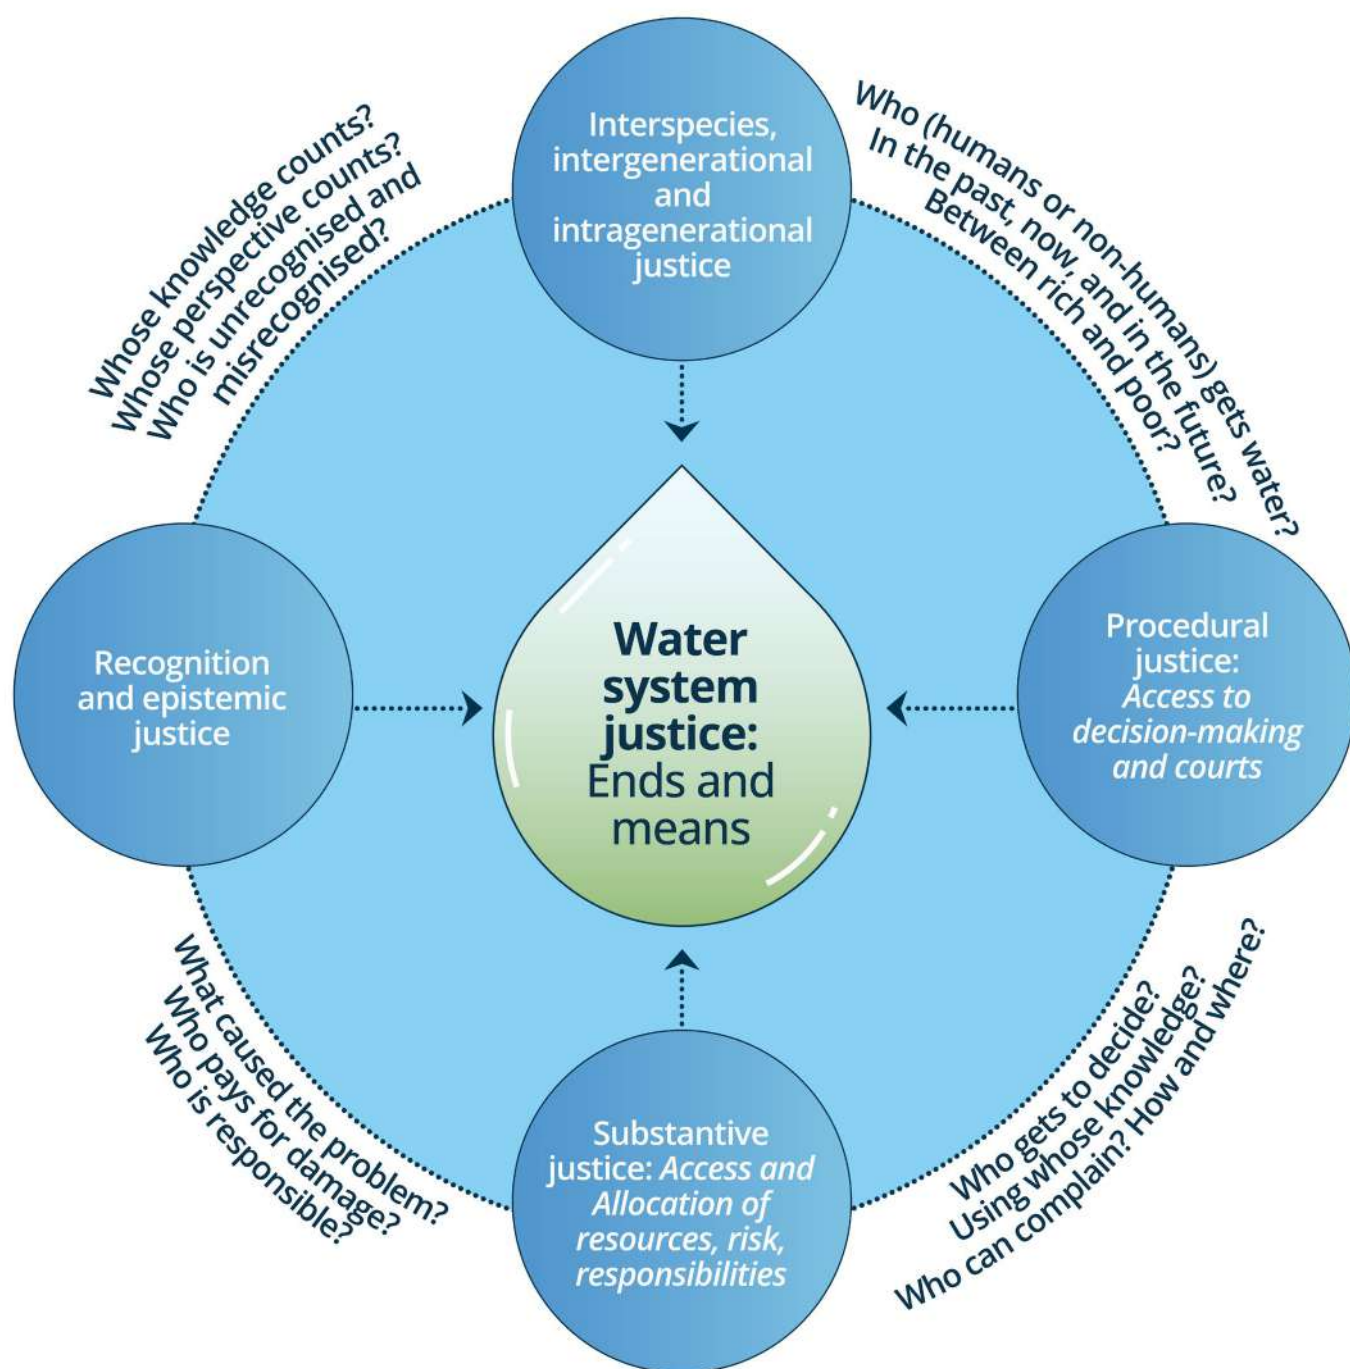 Interspecies,
intergenerational
and
intragenerational
justice
Who (humans or non-humans) gets water?
In the past, now, and in the future?
Between rich and poor?
Procedural
justice:
Access to
decision-making
and courts
Who gets to decide?
Using whose knowledge?
Who can complain? How and where?
Substantive
justice: Access and
Allocation of
resources, risk,
responsibilities
What caused the problem?
Who pays for damage?
Who is responsible?
Recognition
and epistemic
justice
Whose knowledge counts?
Whose perspective counts?
Who is unrecognised and
misrecognised?
Water
system
justice:
Ends and
means